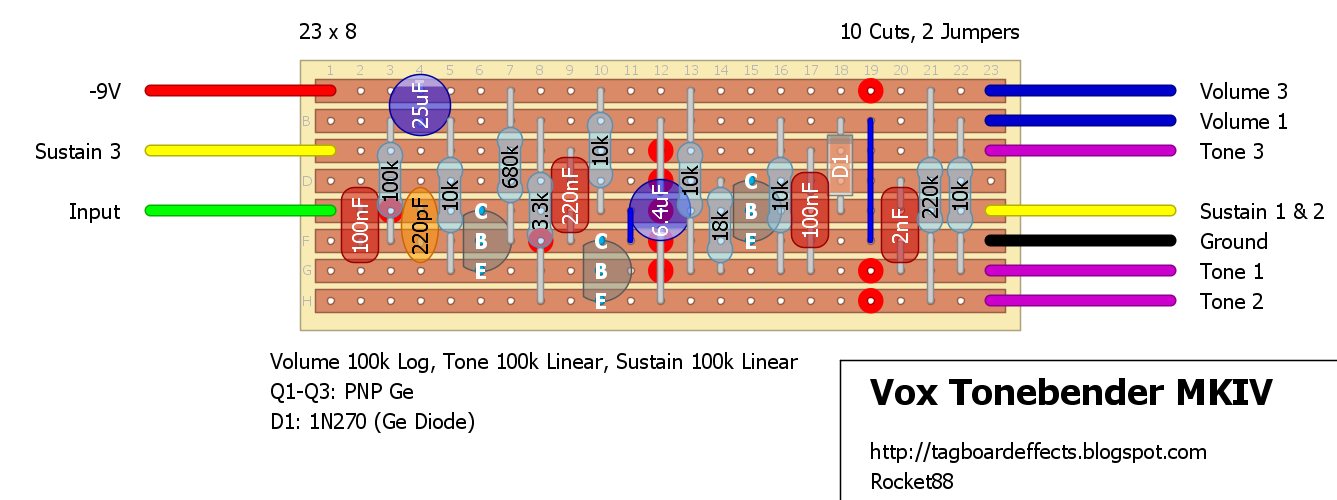 23 x 8
10 Cuts, 2 Jumpers
1 2 3 4 5 6 7 8 9 10 11 12 13 14 15 16 17 18 19 20 21 22 23
-9V
Volume 3
25uF
B
Volume 1
Sustain 3
Tone 3
100k
680k
10k
10k
D1
D
10k
3.3k
220nF
C
10k
220k
10k
Input
100nF
220pF
C
6.4uF
18k
B
100nF
2nF
Sustain 1 & 2
F
B
C
E
Ground
G
E
B
Tone 1
H
E
Tone 2
Volume 100k Log, Tone 100k Linear, Sustain 100k Linear
Q1-Q3: PNP Ge
D1: 1N270 (Ge Diode)
Vox Tonebender MKIV
http://tagboardeffects.blogspot.com
Rocket88